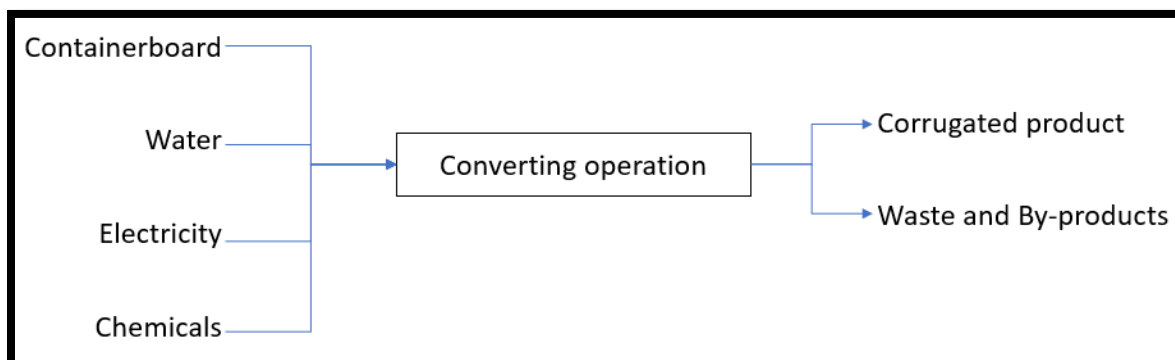 Containerboard
Water
Electricity
Chemicals
Converting operation
Corrugated product
Waste and By-products